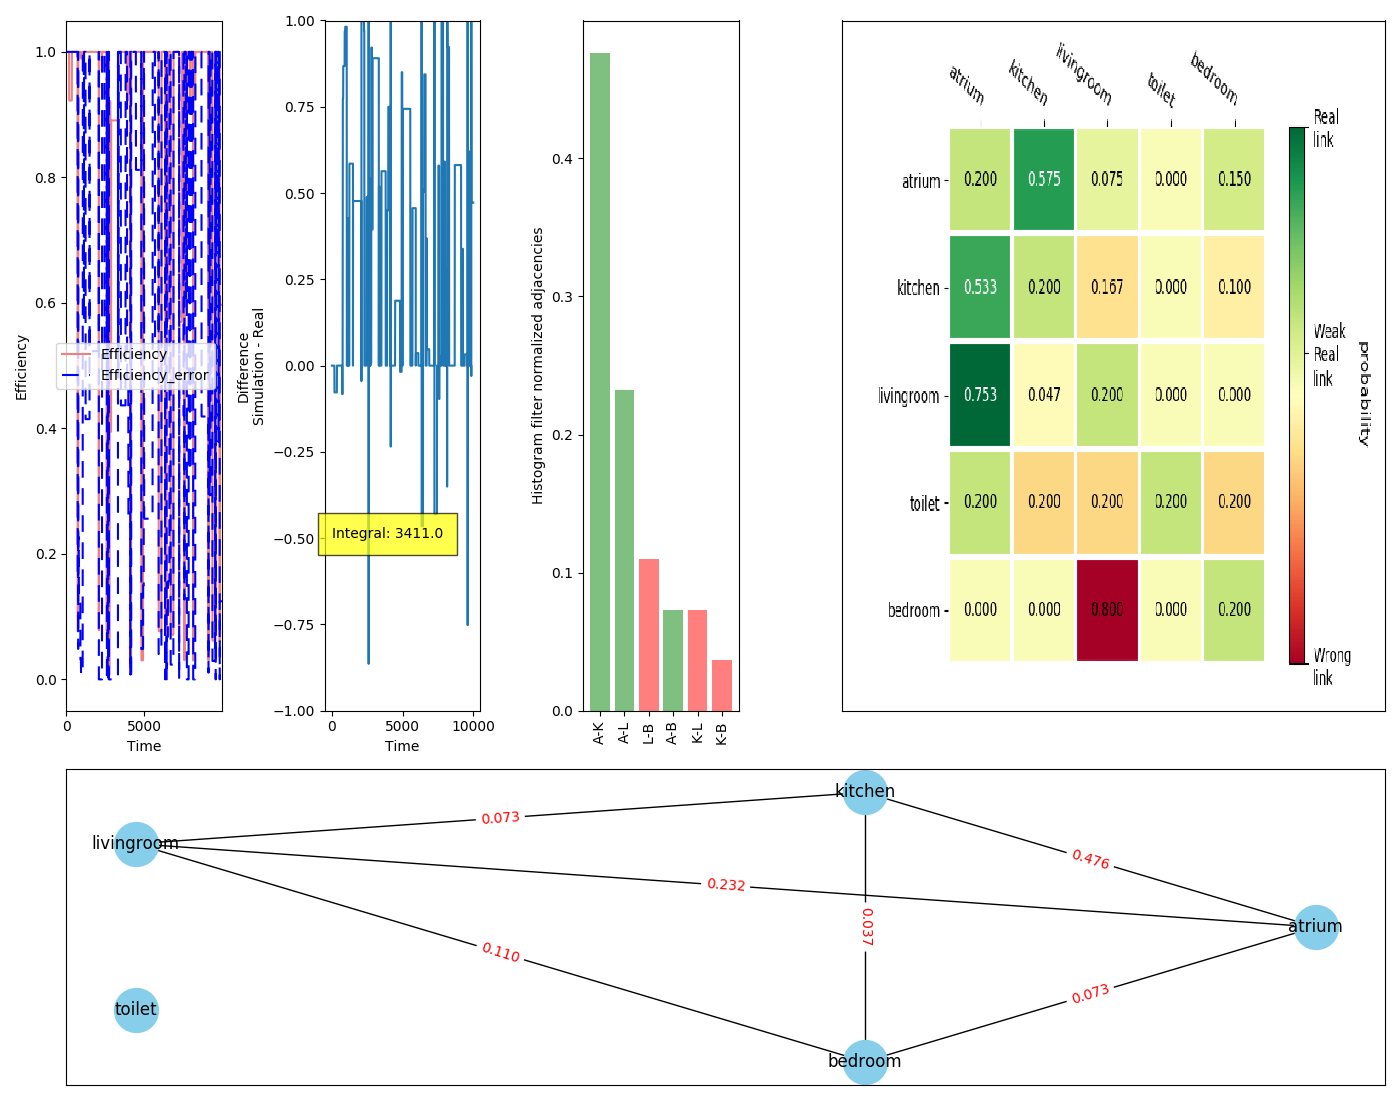 Efficiency
1.0
0.8
0.6
0.4
0.2
0.0
Efficiency
Efficiency_error
0
5000
Time
Difference
Simulation - Real
1.00
0.75
0.50
0.25
0.00
−0.25
−0.50
−0.75
−1.00
Integral: 3411.0
0
5000
10000
Time
Histogram filter normalized adjacencies
0.4
0.3
0.2
0.1
0.0
A-K
A-L
L-B
A-B
K-L
K-B
atrium
kitchen
livingroom
toilet
bedroom
atrium 0.200 0.575 0.075 0.000 0.150
kitchen 0.533 0.200 0.167 0.000 0.100
livingroom 0.753 0.047 0.200 0.000 0.000
toilet 0.200 0.200 0.200 0.200 0.200
bedroom 0.000 0.000 0.800 0.000 0.200
Real
link
Weak
Real
link
Wrong
link
probability
kitchen
livingroom
atrium
toilet
bedroom
0.073
0.476
0.232
0.037
0.110
0.073